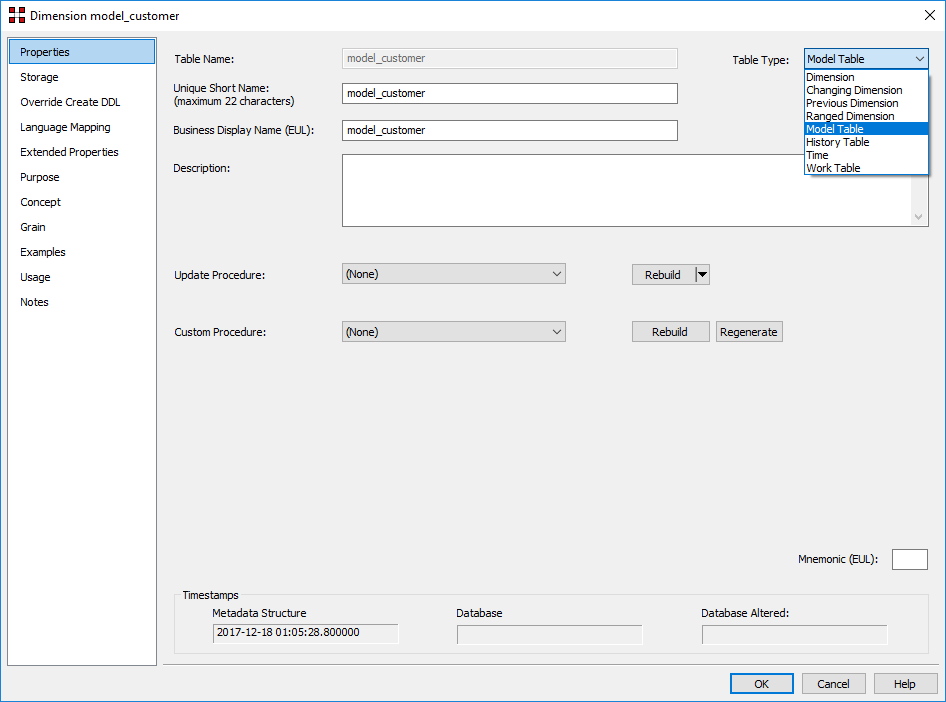 Dimension model_customer
Properties
Storage
Override Create DDL
Language Mapping
Extended Properties
Purpose
Concept
Grain
Examples
Usage
Notes
Table Name: model_customer
Table Type: Model Table
Dimension
Changing Dimension
Previous Dimension
Ranged Dimension
Model Table
History Table
Time
Work Table
Unique Short Name: model_customer
(maximum 22 characters)
Business Display Name (EUL): model_customer
Description:
Update Procedure: (None) Rebuild
Custom Procedure: (None) Rebuild Regenerate
Mnemonic (EUL):
Timestamps
Metadata Structure Database Database Altered:
2017-12-18 01:05:28.800000
OK Cancel Help